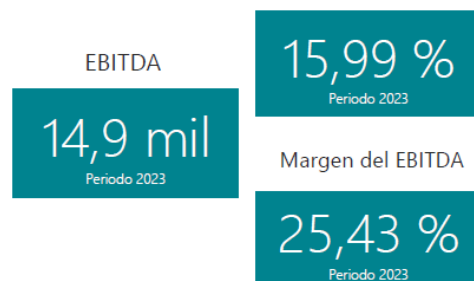 EBITDA
14,9 mil
Periodo 2023
15,99 %
Periodo 2023
Margen del EBITDA
25,43 %
Periodo 2023